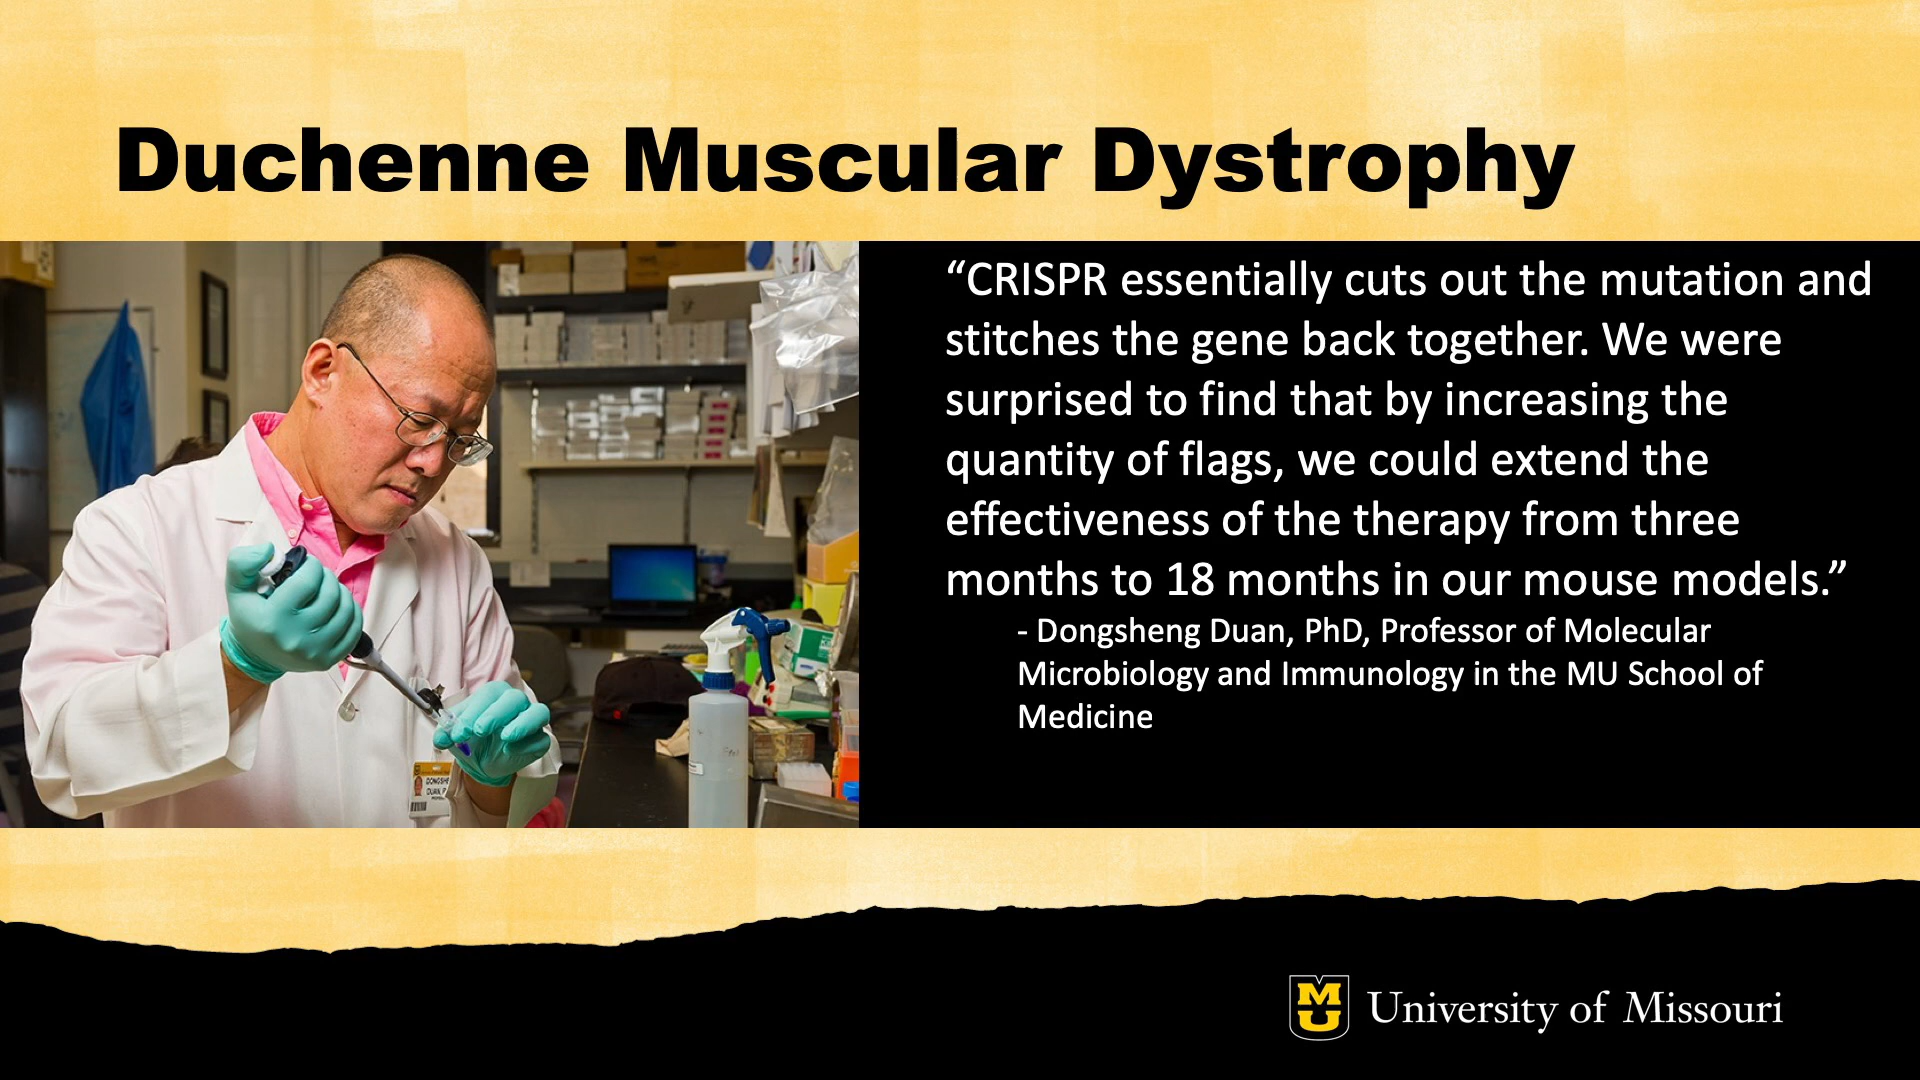 Duchenne Muscular Dystrophy
“CRISPR essentially cuts out the mutation and
stitches the gene back together. We were
surprised to find that by increasing the
quantity of flags, we could extend the
effectiveness of the therapy from three
months to 18 months in our mouse models.”
- Dongsheng Duan, PhD, Professor of Molecular
Microbiology and Immunology in the MU School of
Medicine
DONGSHE
DUAN, P
MU
University of Missouri